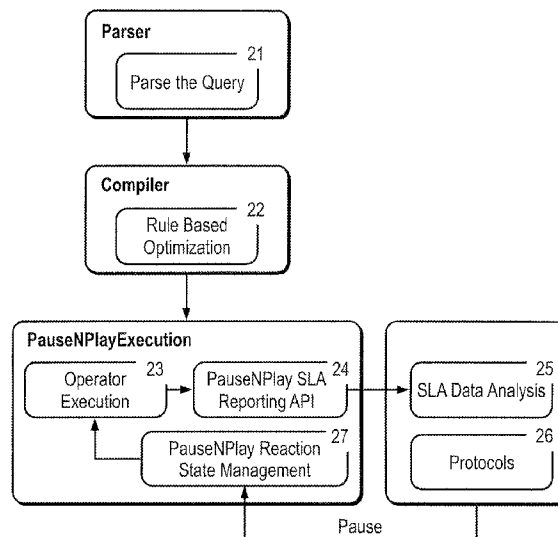 Parser
21
Parse the Query
Compiler
22
Rule Based
Optimization
PauseNPlayExecution
23
Operator
Execution
24
PauseNPlay SLA
Reporting API
25
SLA Data Analysis
27
PauseNPlay Reaction
State Management
26
Protocols
Pause